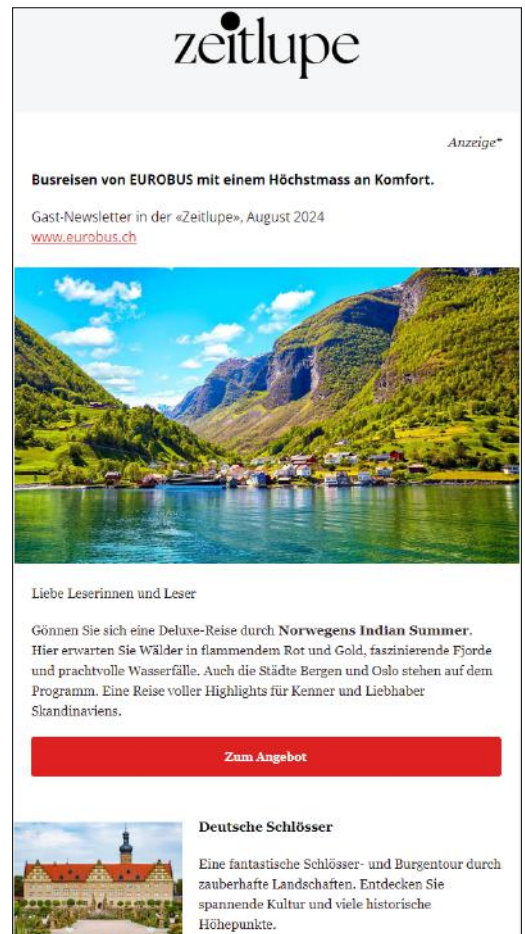 zeitlupe
Anzeige*
Busreisen von EUROBUS mit einem Höchstmass an Komfort.
Gast-Newsletter in der «Zeitlupe», August 2024
www.eurobus.ch
Liebe Leserinnen und Leser
Gönnen Sie sich eine Deluxe-Reise durch Norwegens Indian Summer.
Hier erwarten Sie Wälder in flammendem Rot und Gold, faszinierende Fjorde
und prachtvolle Wasserfälle. Auch die Städte Bergen und Oslo stehen auf dem
Programm. Eine Reise voller Highlights für Kenner und Liebhaber
Skandinaviens.
Zum Angebot
Deutsche Schlösser
Eine fantastische Schlösser- und Burgentour durch
zauberhafte Landschaften. Entdecken Sie
spannende Kultur und viele historische
Höhepunkte.